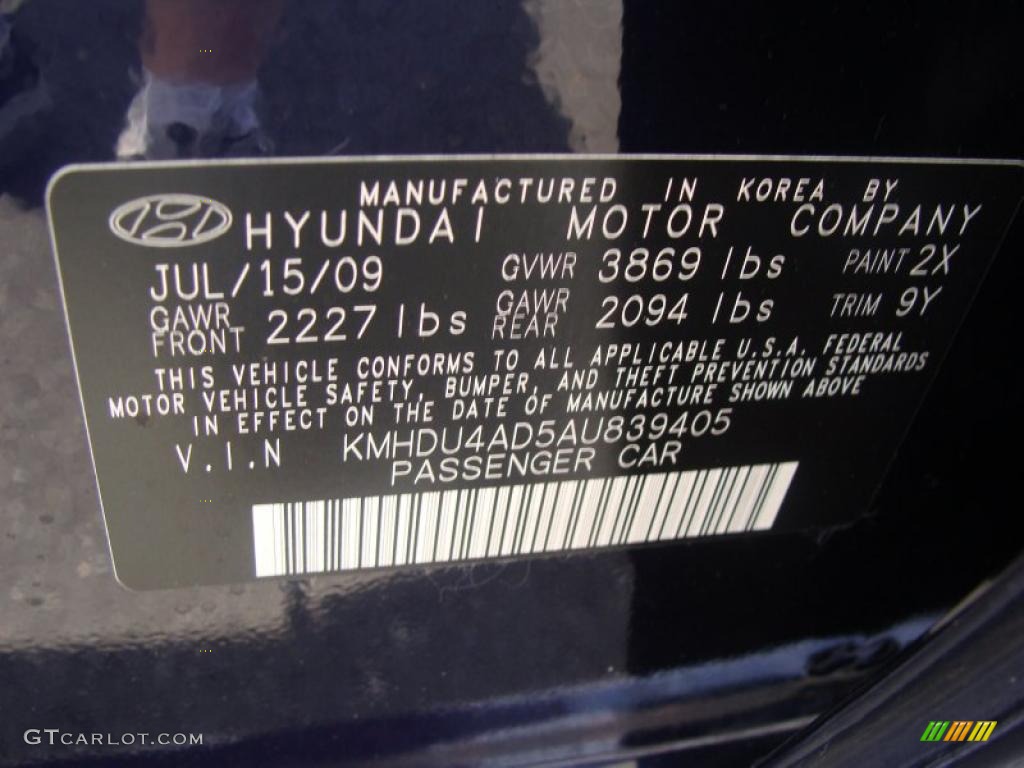 MANUFACTURED IN KOREA BY
HYUNDAI MOTOR COMPANY
JUL/15/09 GVWR 3869 lbs PAINT 2X
GAWR FRONT 2227 lbs GAWR REAR 2094 lbs TRIM 9Y
THIS VEHICLE CONFORMS TO ALL APPLICABLE U.S.A. FEDERAL
MOTOR VEHICLE SAFETY, BUMPER, AND THEFT PREVENTION STANDARDS
IN EFFECT ON THE DATE OF MANUFACTURE SHOWN ABOVE
V.I.N KMHDU4AD5AU839405
PASSENGER CAR
GTCARLOT.COM